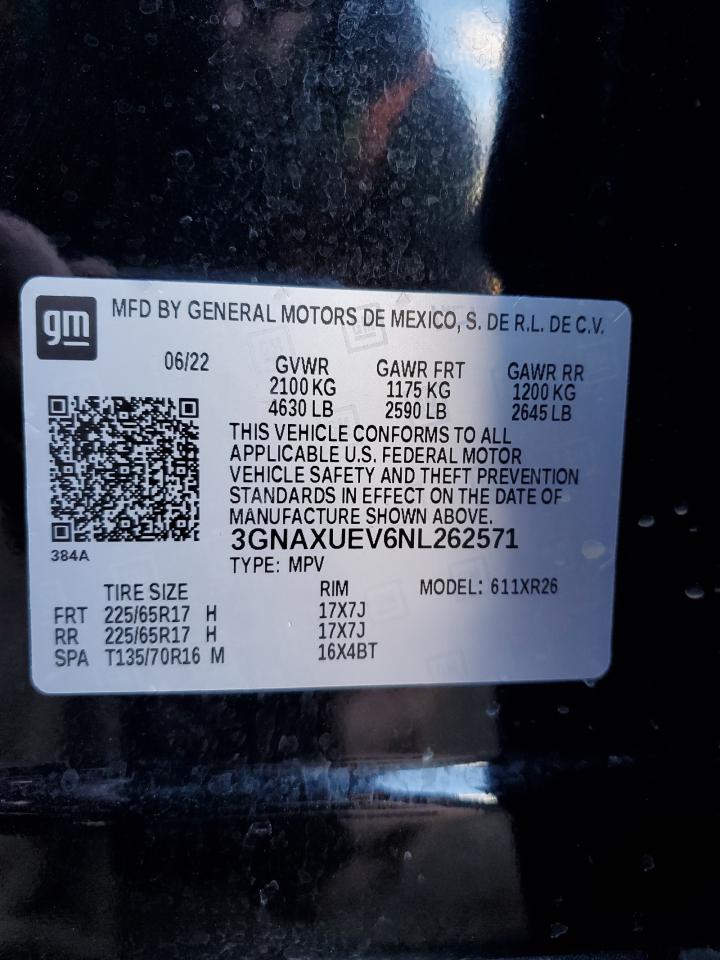 gm
MFD BY GENERAL MOTORS DE MEXICO, S. DE R.L. DE C.V.
06/22 GVWR GAWR FRT GAWR RR
2100 KG 1175 KG 1200 KG
4630 LB 2590 LB 2645 LB
THIS VEHICLE CONFORMS TO ALL
APPLICABLE U.S. FEDERAL MOTOR
VEHICLE SAFETY AND THEFT PREVENTION
STANDARDS IN EFFECT ON THE DATE OF
MANUFACTURE SHOWN ABOVE.
384A
3GNAXUEV6NL262571
TYPE: MPV
TIRE SIZE RIM MODEL: 611XR26
FRT 225/65R17 H 17X7J
RR 225/65R17 H 17X7J
SPA T135/70R16 M 16X4BT